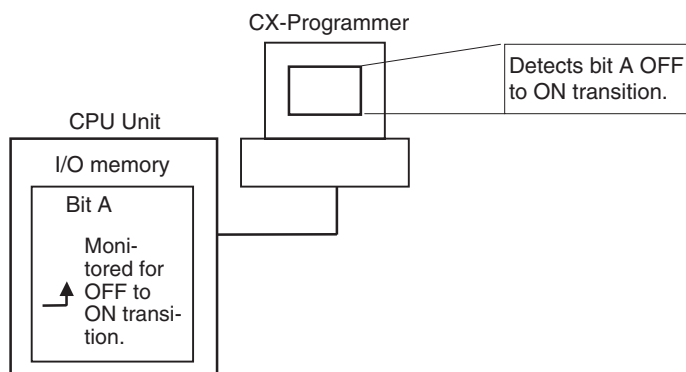 CX-Programmer
Detects bit A OFF
to ON transition.
CPU Unit
I/O memory
Bit A
Moni-
tored for
OFF to
ON transi-
tion.